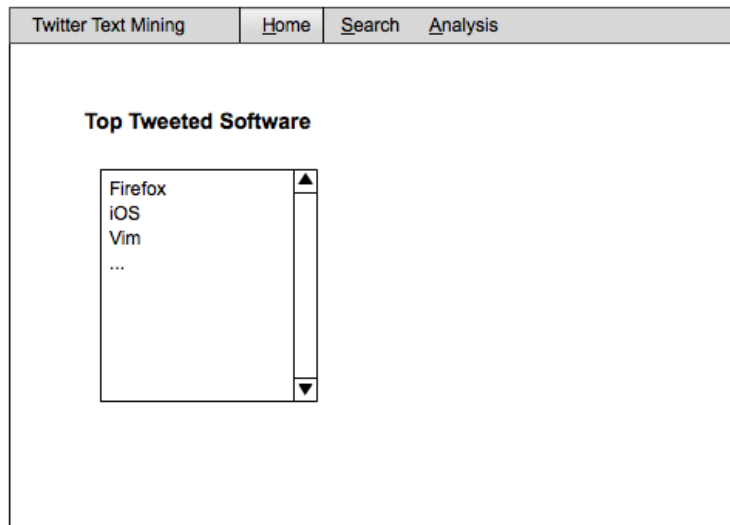 Twitter Text Mining Home Search Analysis
Top Tweeted Software
Firefox
iOS
Vim
...